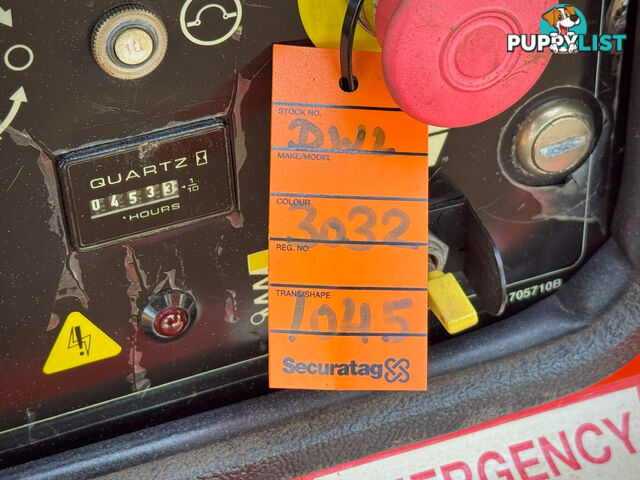 PUPPYLIST
10
STOCK NO.
DWL
MAKE/MODEL
QUARTZ
04533 1/10
HOURS
COLOUR
3032
REG. NO.
TRANS/SHAPE
1045
705710B
Securatag
EMERGENCY